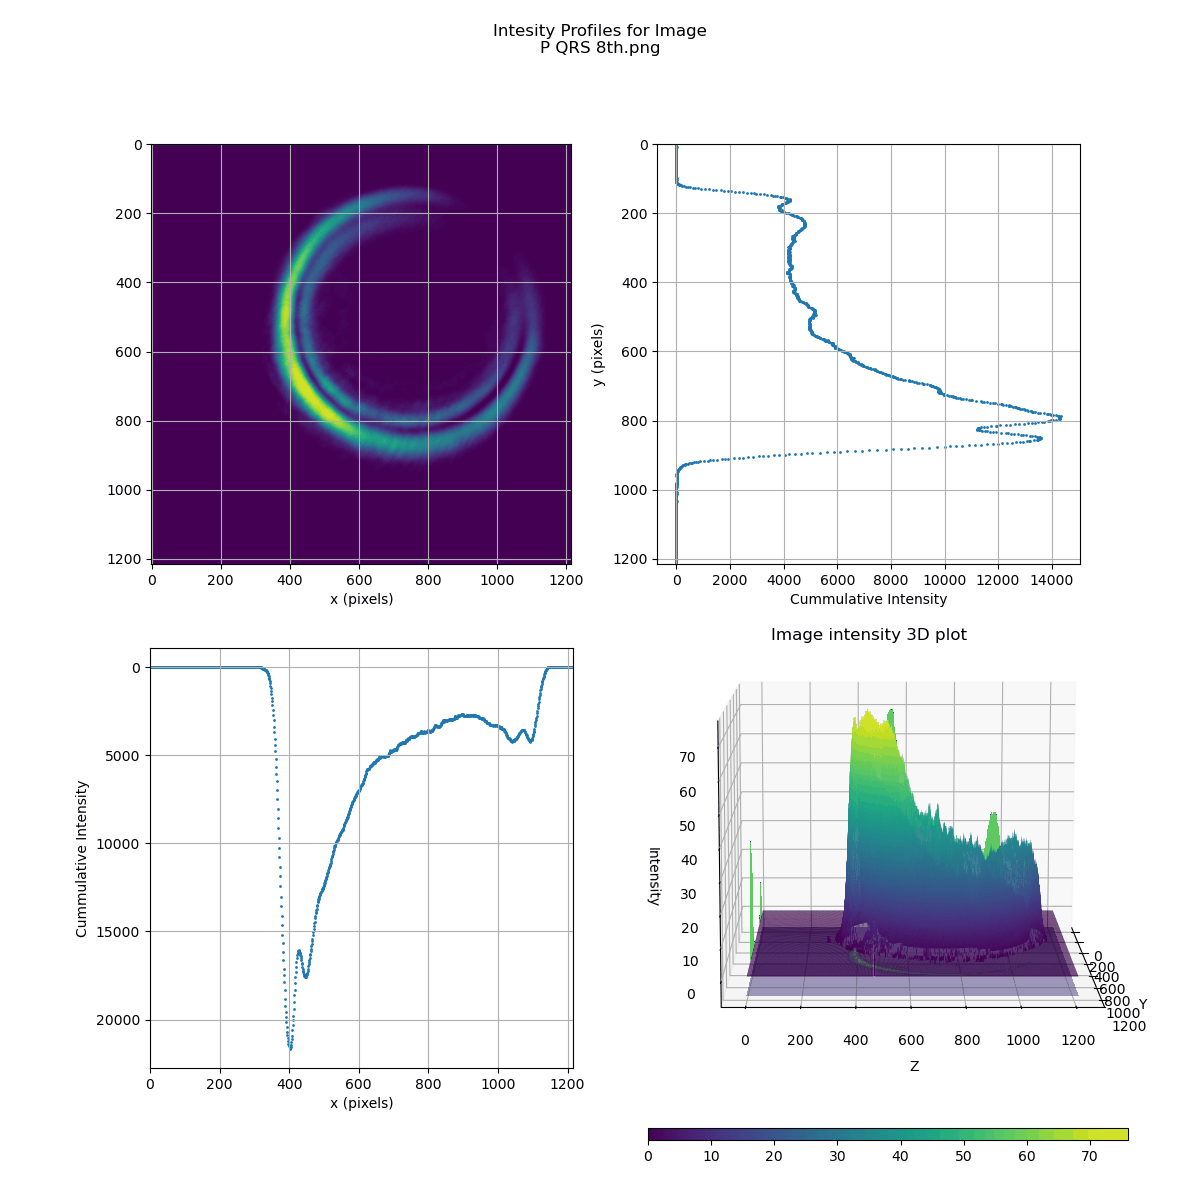 Intesity Profiles for Image
P QRS 8th.png
0
200
400
600
800
1000
1200
0 200 400 600 800 1000 1200
x (pixels)
y (pixels)
0
200
400
600
800
1000
1200
0 2000 4000 6000 8000 10000 12000 14000
Cummulative Intensity
Cummulative Intensity
0
5000
10000
15000
20000
0 200 400 600 800 1000 1200
x (pixels)
Image intensity 3D plot
Intensity
70
60
50
40
30
20
10
0
0
200
400
600
800
1000
1200
Y
0 200 400 600 800 1000 1200
Z
0 10 20 30 40 50 60 70